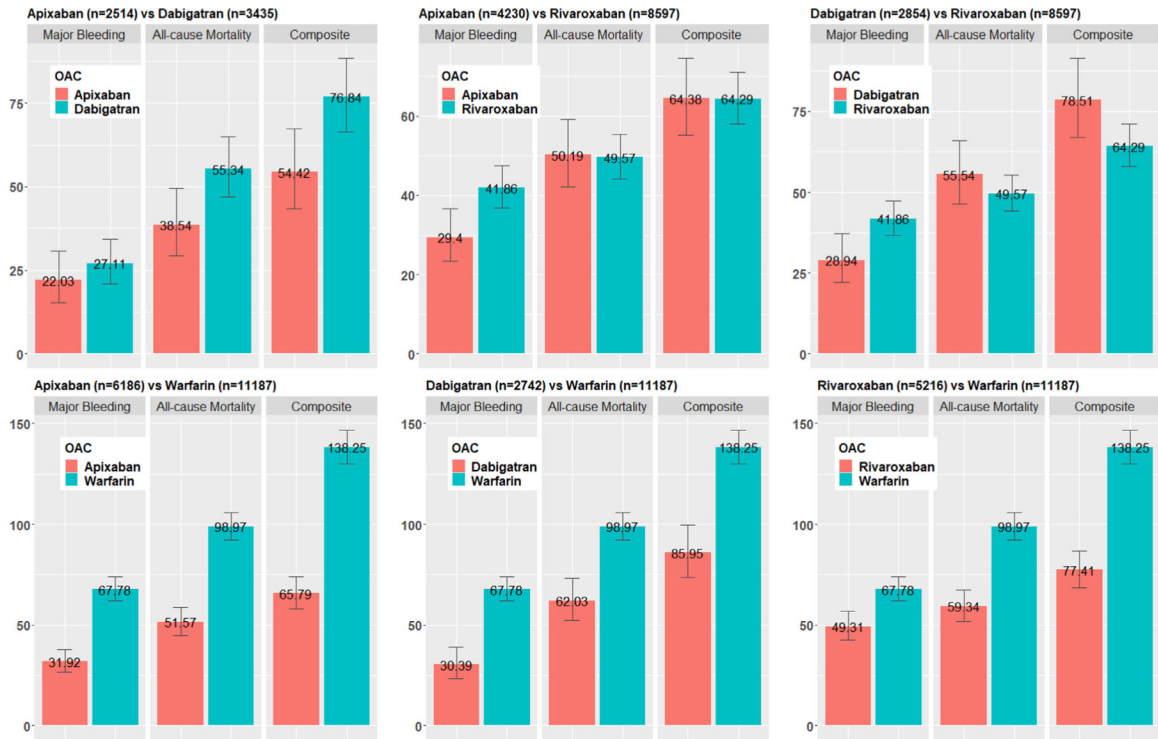 Apixaban (n=2514) vs Dabigatran (n=3435)
Major Bleeding All-cause Mortality Composite
OAC
Apixaban
Dabigatran
75
50
25
0
22.03 27.11 38.54 55.34 54.42 76.84
Apixaban (n=4230) vs Rivaroxaban (n=8597)
Major Bleeding All-cause Mortality Composite
OAC
Apixaban
Rivaroxaban
60
40
20
0
29.4 41.86 50.19 49.57 64.38 64.29
Dabigatran (n=2854) vs Rivaroxaban (n=8597)
Major Bleeding All-cause Mortality Composite
OAC
Dabigatran
Rivaroxaban
75
50
25
0
28.94 41.86 55.54 49.57 78.51 64.29
Apixaban (n=6186) vs Warfarin (n=11187)
Major Bleeding All-cause Mortality Composite
OAC
Apixaban
Warfarin
150
100
50
0
31.92 67.78 51.57 98.97 65.79 138.25
Dabigatran (n=2742) vs Warfarin (n=11187)
Major Bleeding All-cause Mortality Composite
OAC
Dabigatran
Warfarin
150
100
50
0
30.39 67.78 62.03 98.97 85.95 138.25
Rivaroxaban (n=5216) vs Warfarin (n=11187)
Major Bleeding All-cause Mortality Composite
OAC
Rivaroxaban
Warfarin
150
100
50
0
49.31 67.78 59.34 98.97 77.41 138.25